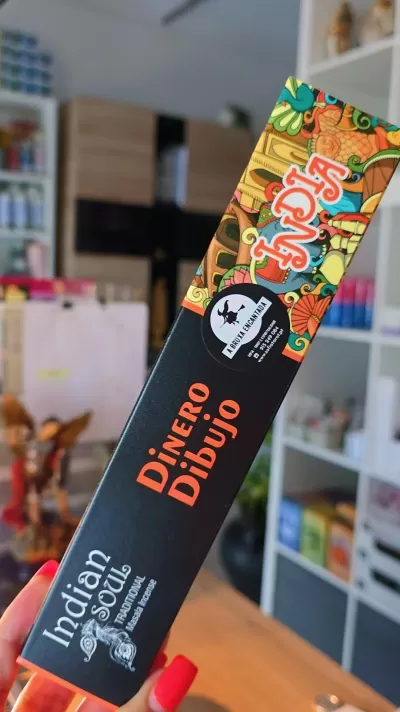 INDIA
A BRUXA ENCANTADA
DINERO
Dibujo
Indian
SOUL
TRADITIONAL
Masala Incense